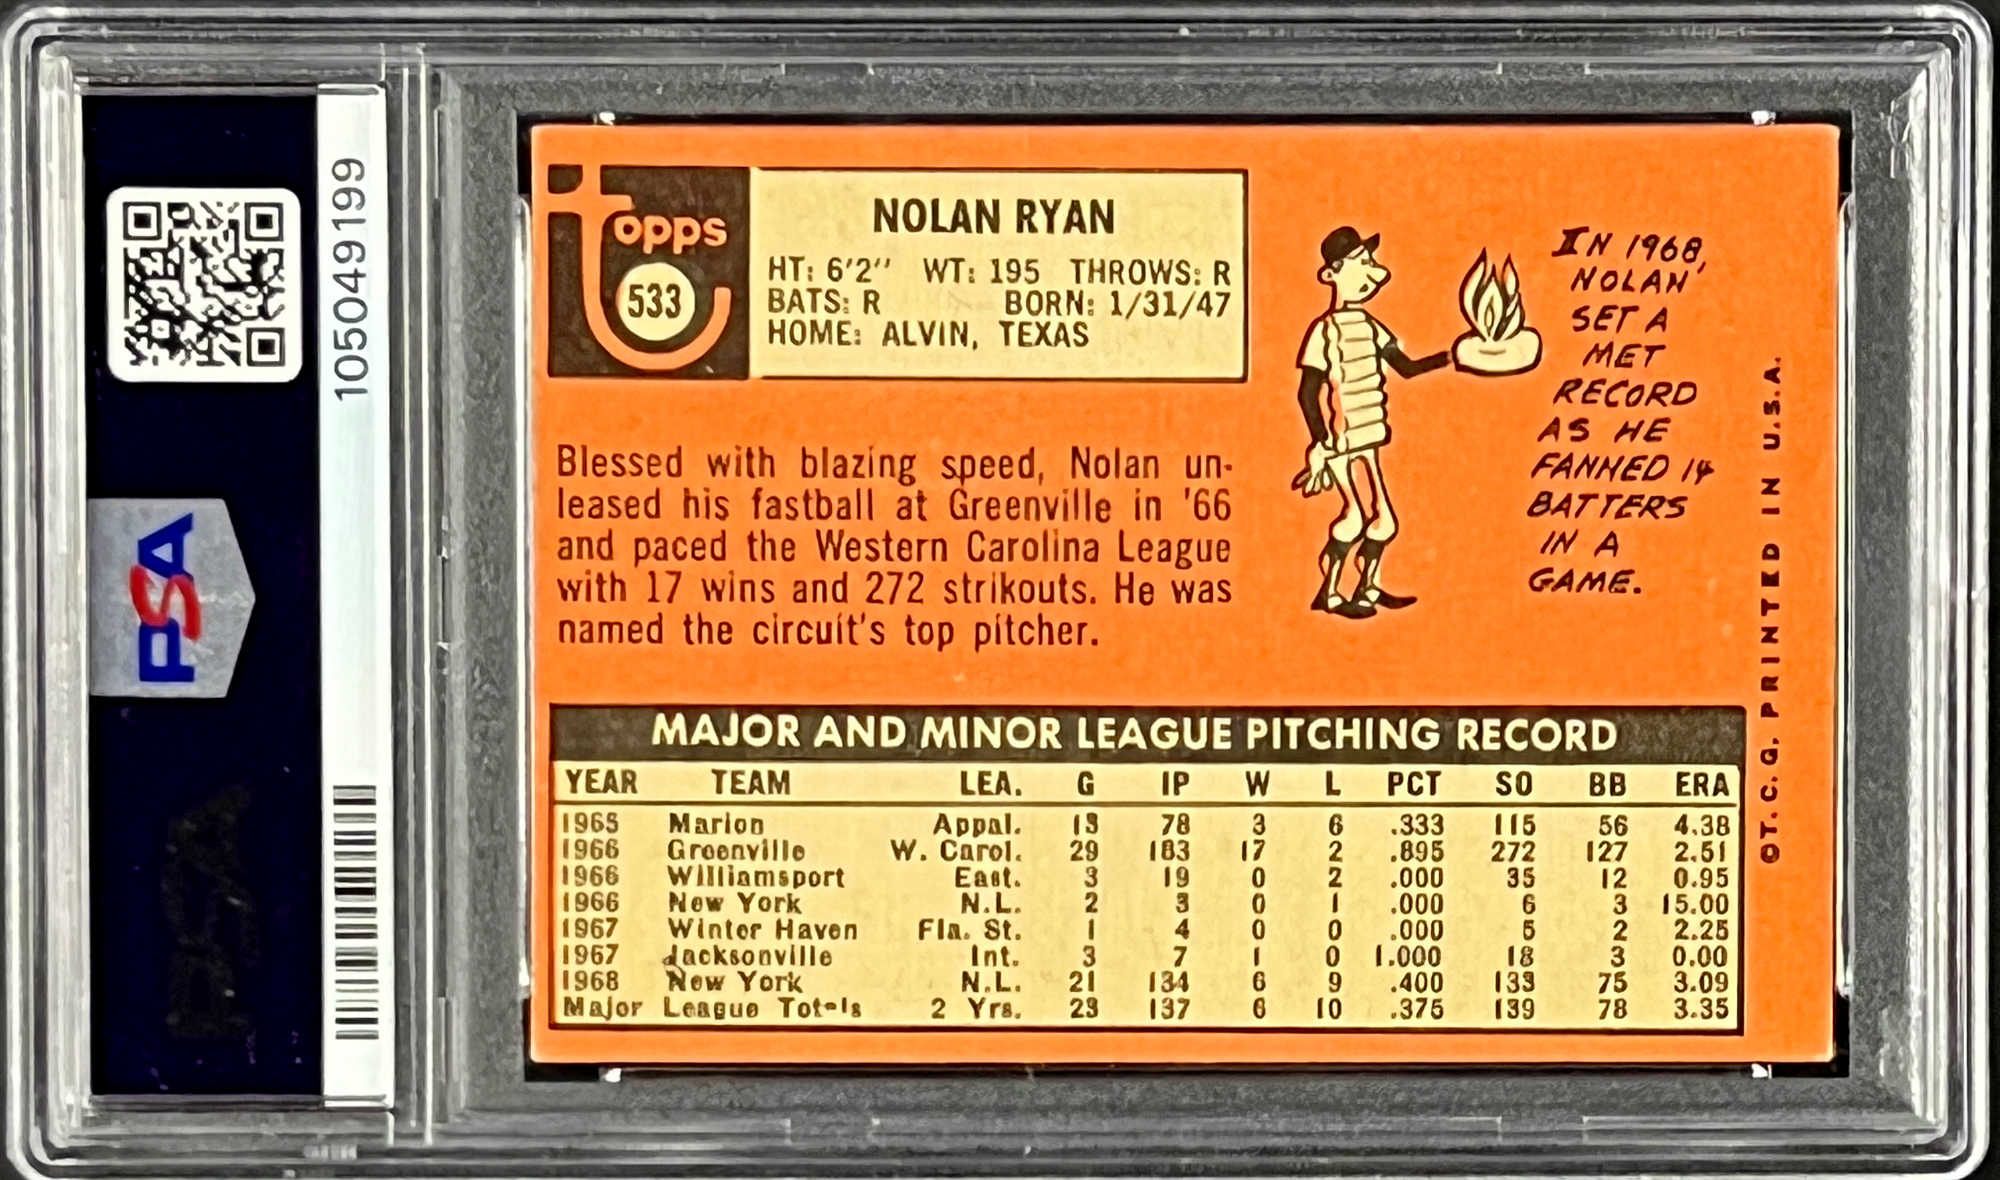 105049199
PSA
topps
533
NOLAN RYAN
HT: 6'2" WT: 195 THROWS: R
BATS: R BORN: 1/31/47
HOME: ALVIN, TEXAS
Blessed with blazing speed, Nolan un-
leased his fastball at Greenville in '66
and paced the Western Carolina League
with 17 wins and 272 strikouts. He was
named the circuit's top pitcher.
IN 1968,
NOLAN
SET A
MET
RECORD
AS HE
FANNED 14
BATTERS
IN A
GAME.
MAJOR AND MINOR LEAGUE PITCHING RECORD
YEAR TEAM LEA. G IP W L PCT SO BB ERA
1965 Marion Appal. 13 78 3 6 .333 115 56 4.38
1966 Greenville W. Carol. 29 183 17 2 .895 272 127 2.51
1966 Williamsport East. 3 19 0 2 .000 35 12 0.95
1966 New York N.L. 2 3 0 1 .000 6 3 15.00
1967 Winter Haven Fla. St. 1 4 0 0 .000 5 2 2.25
1967 Jacksonville Int. 3 7 1 0 1.000 18 3 0.00
1968 New York N.L. 21 134 6 9 .400 133 75 3.09
Major League Totals 2 Yrs. 23 137 6 10 .375 139 78 3.35
©T. C. G. PRINTED IN U.S.A.